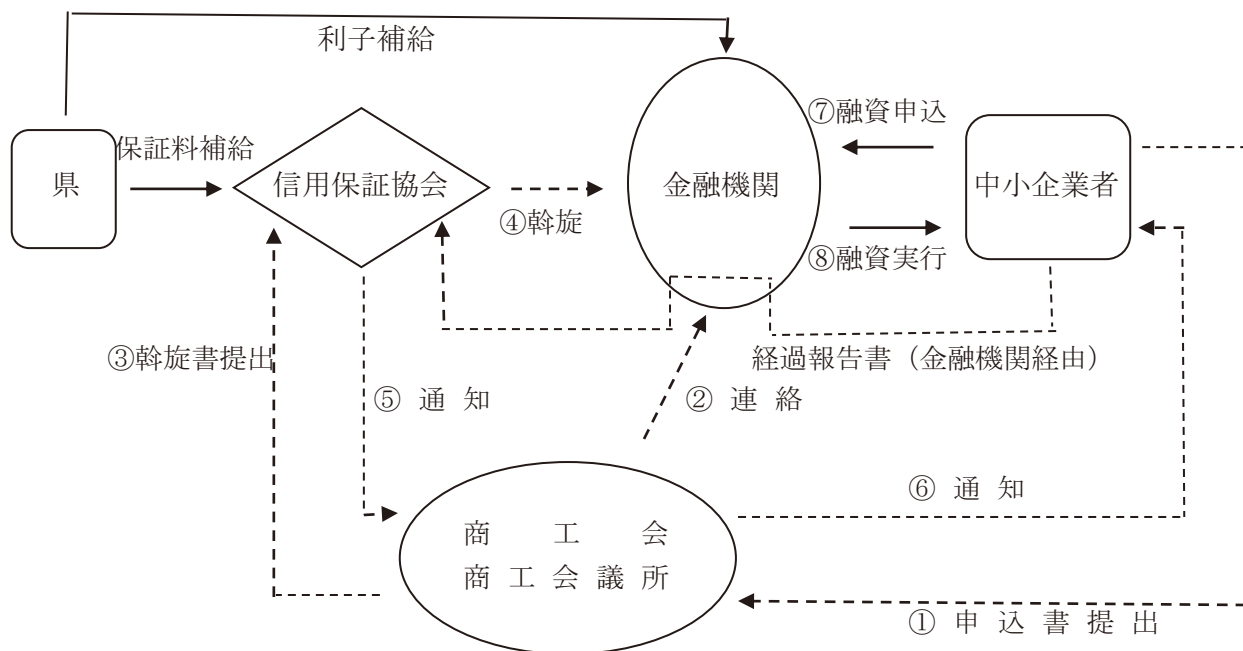 利子補給
⑦融資申込
保証料補給
県
信用保証協会
金融機関
中小企業者
④斡旋
⑧融資実行
③斡旋書提出
経過報告書（金融機関経由）
⑤ 通 知
② 連 絡
⑥ 通 知
商 工 会
商 工 会 議 所
① 申 込 書 提 出